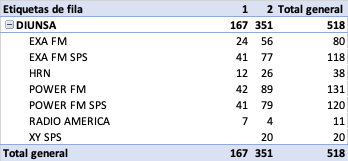 Etiquetas de fila 1 2 Total general
DIUNSA 167 351 518
EXA FM 24 56 80
EXA FM SPS 41 77 118
HRN 12 26 38
POWER FM 42 89 131
POWER FM SPS 41 79 120
RADIO AMERICA 7 4 11
XY SPS 20 20
Total general 167 351 518